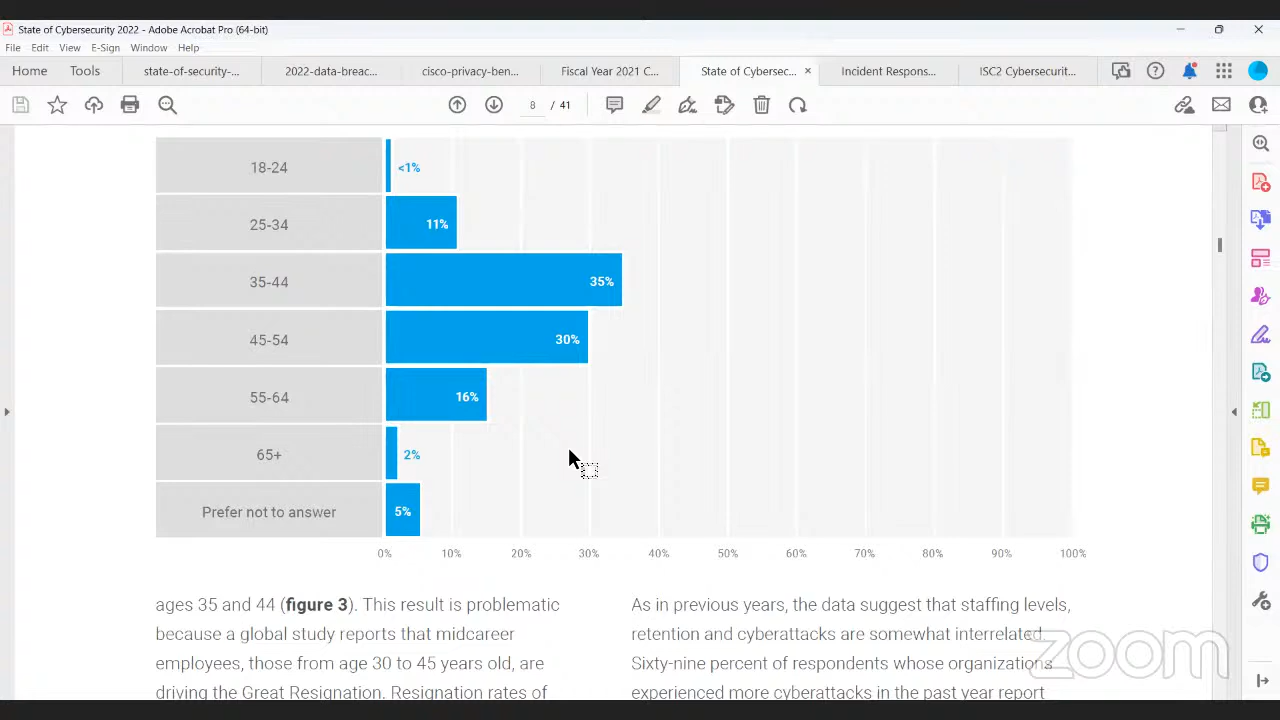 State of Cybersecurity 2022 - Adobe Acrobat Pro (64-bit)
File Edit View E-Sign Window Help
Home Tools state-of-security-... 2022-data-breac... cisco-privacy-ben... Fiscal Year 2021 C... State of Cybersec... × Incident Respons... ISC2 Cybersecurit...
8 / 41
18-24 <1%
25-34 11%
35-44 35%
45-54 30%
55-64 16%
65+ 2%
Prefer not to answer 5%
0% 10% 20% 30% 40% 50% 60% 70% 80% 90% 100%
ages 35 and 44 (figure 3). This result is problematic
because a global study reports that midcareer
employees, those from age 30 to 45 years old, are
driving the Great Resignation. Resignation rates of
As in previous years, the data suggest that staffing levels,
retention and cyberattacks are somewhat interrelated.
Sixty-nine percent of respondents whose organizations
experienced more cyberattacks in the past year report
zoom